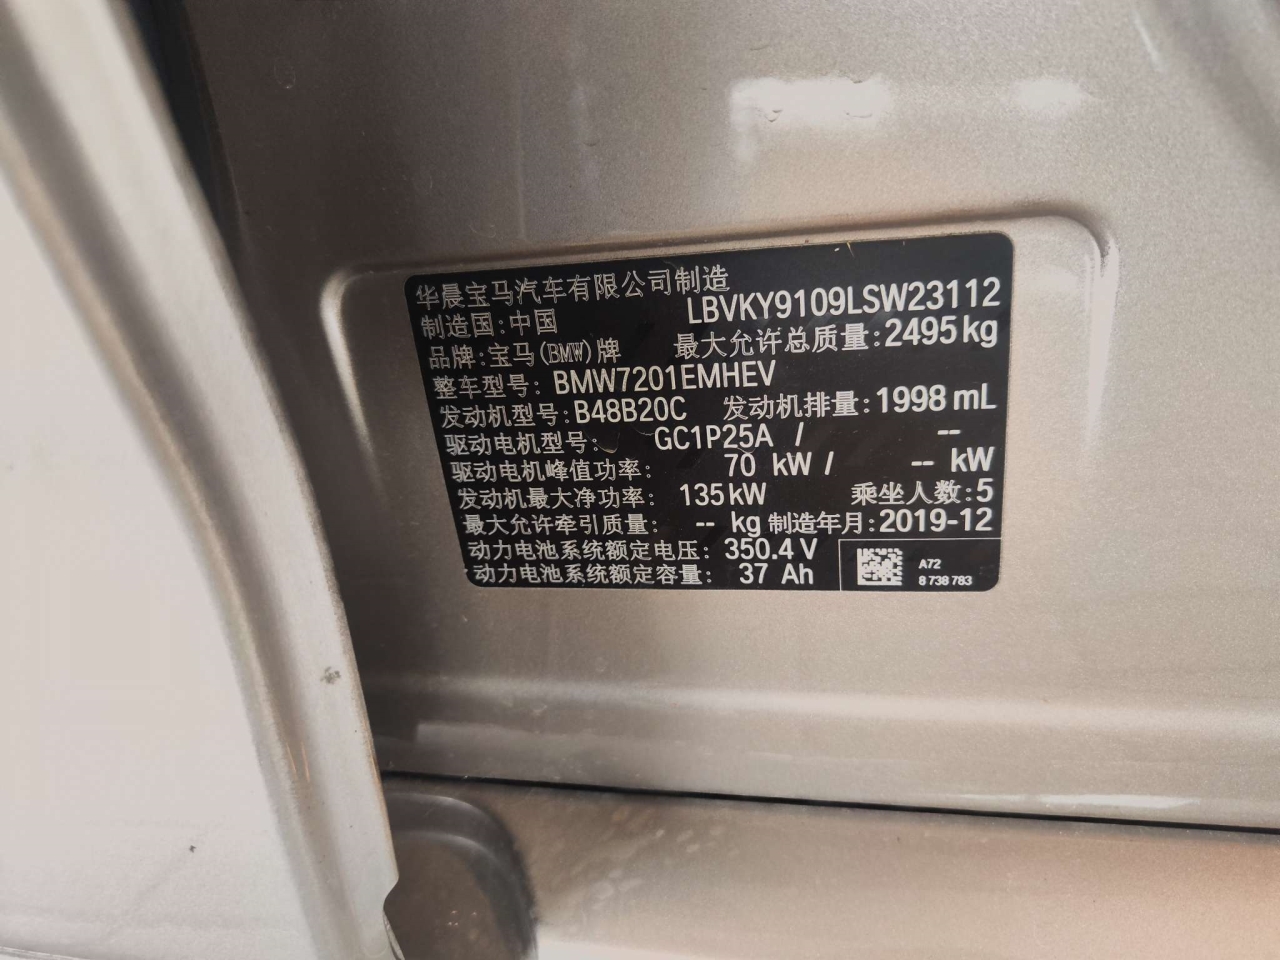 华晨宝马汽车有限公司制造
制造国:中国 LBVKY9109LSW23112
品牌:宝马(BMW)牌 最大允许总质量:2495kg
整车型号: BMW7201EMHEV
发动机型号:B48B20C 发动机排量:1998 mL
驱动电机型号: GC1P25A / --
驱动电机峰值功率: 70 kW / -- kW
发动机最大净功率: 135kW 乘坐人数:5
最大允许牵引质量: -- kg 制造年月:2019-12
动力电池系统额定电压: 350.4 V
动力电池系统额定容量: 37 Ah
A72
8 738 783